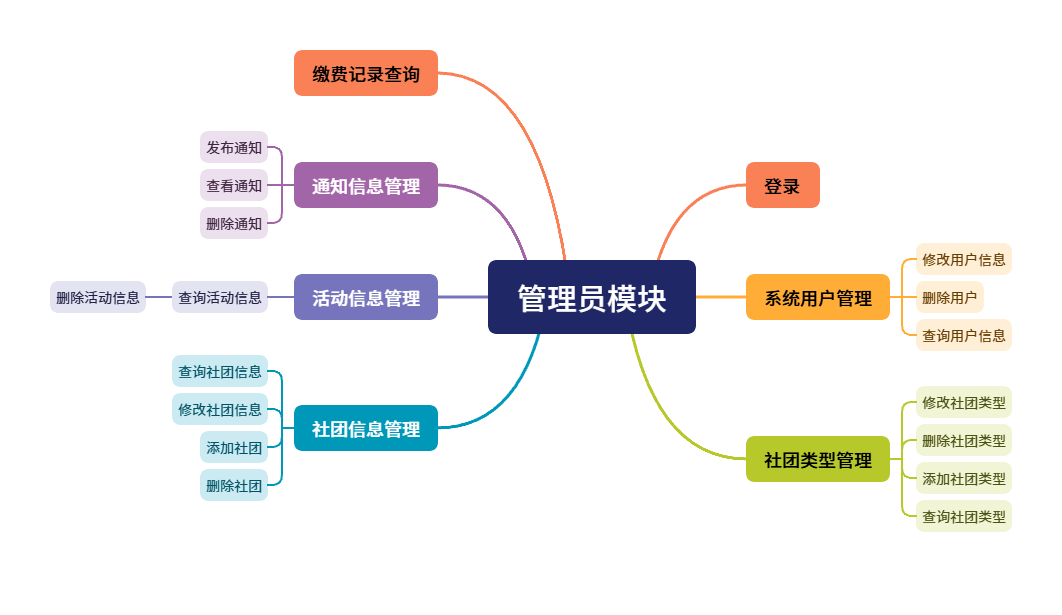 缴费记录查询
发布通知
查看通知
删除通知
通知信息管理
删除活动信息
查询活动信息
活动信息管理
查询社团信息
修改社团信息
添加社团
删除社团
社团信息管理
管理员模块
登录
系统用户管理
修改用户信息
删除用户
查询用户信息
社团类型管理
修改社团类型
删除社团类型
添加社团类型
查询社团类型